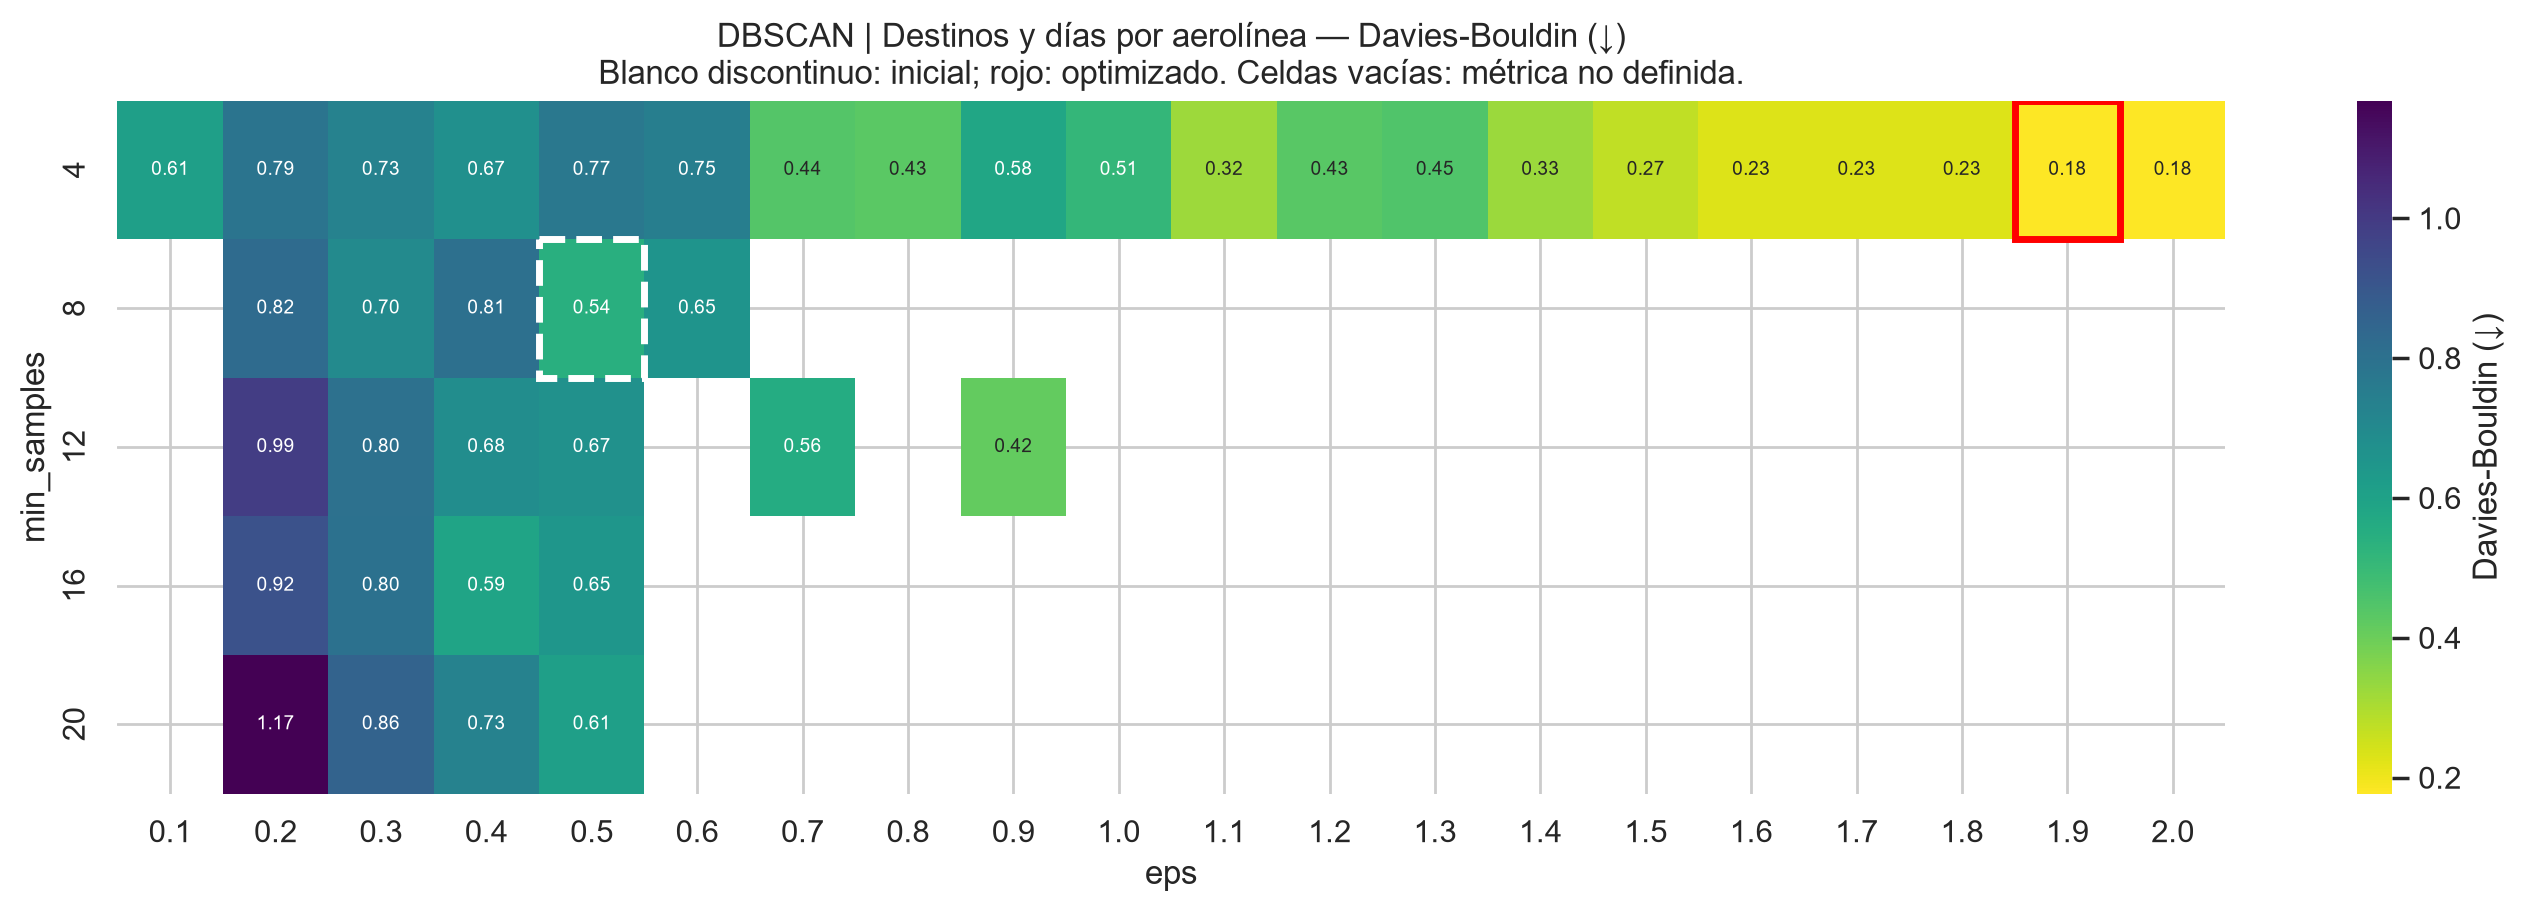 DBSCAN | Destinos y días por aerolínea — Davies-Bouldin (↓)
Blanco discontinuo: inicial; rojo: optimizado. Celdas vacías: métrica no definida.
4 0.61 0.79 0.73 0.67 0.77 0.75 0.44 0.43 0.58 0.51 0.32 0.43 0.45 0.33 0.27 0.23 0.23 0.23 0.18 0.18
8 0.82 0.70 0.81 0.54 0.65
12 0.99 0.80 0.68 0.67 0.56 0.42
16 0.92 0.80 0.59 0.65
20 1.17 0.86 0.73 0.61
min_samples
0.1 0.2 0.3 0.4 0.5 0.6 0.7 0.8 0.9 1.0 1.1 1.2 1.3 1.4 1.5 1.6 1.7 1.8 1.9 2.0
eps
1.0
0.8
0.6
0.4
0.2
Davies-Bouldin (↓)